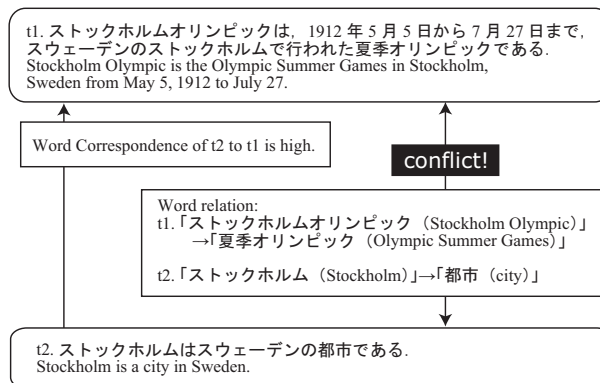 t1. ストックホルムオリンピックは，1912 年 5 月 5 日から 7 月 27 日まで，
スウェーデンのストックホルムで行われた夏季オリンピックである.
Stockholm Olympic is the Olympic Summer Games in Stockholm,
Sweden from May 5, 1912 to July 27.
Word Correspondence of t2 to t1 is high.
conflict!
Word relation:
t1.「ストックホルムオリンピック（Stockholm Olympic)」
→「夏季オリンピック（Olympic Summer Games)」
t2.「ストックホルム（Stockholm)」→「都市（city)」
t2. ストックホルムはスウェーデンの都市である.
Stockholm is a city in Sweden.